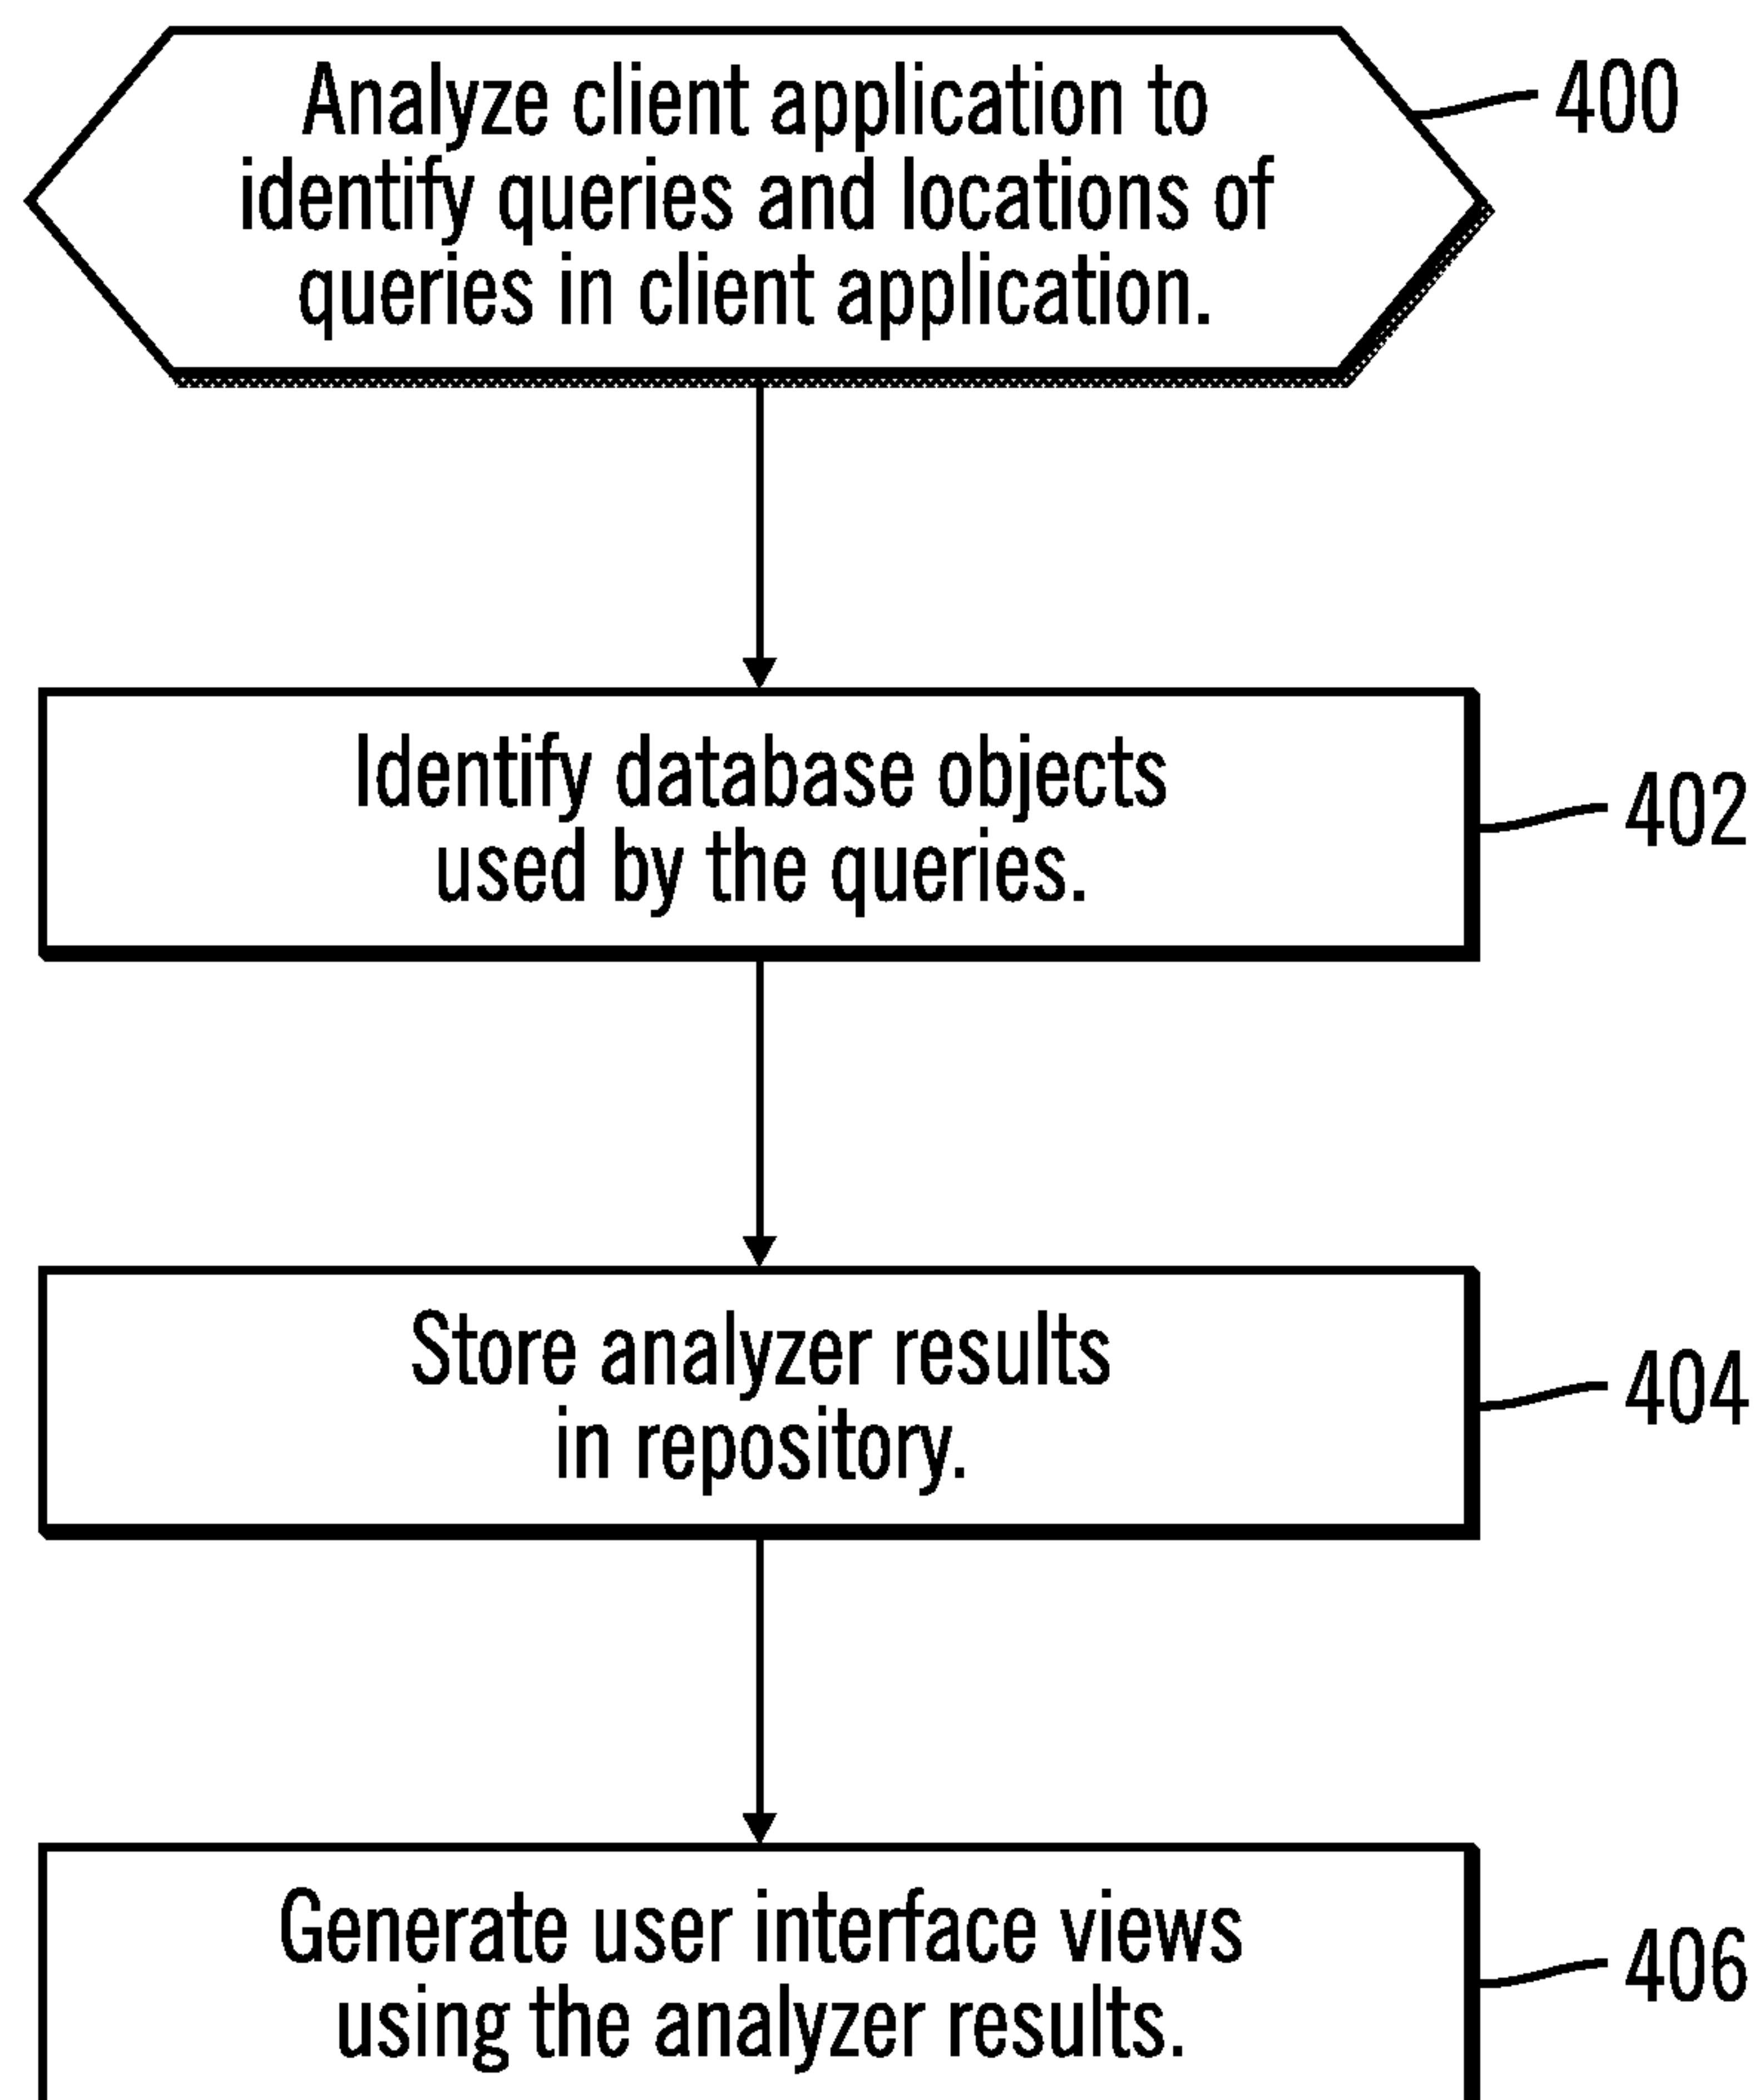 Analyze client application to
identify queries and locations of
queries in client application.
400
Identify database objects
used by the queries.
402
Store analyzer results
in repository.
404
Generate user interface views
using the analyzer results.
406